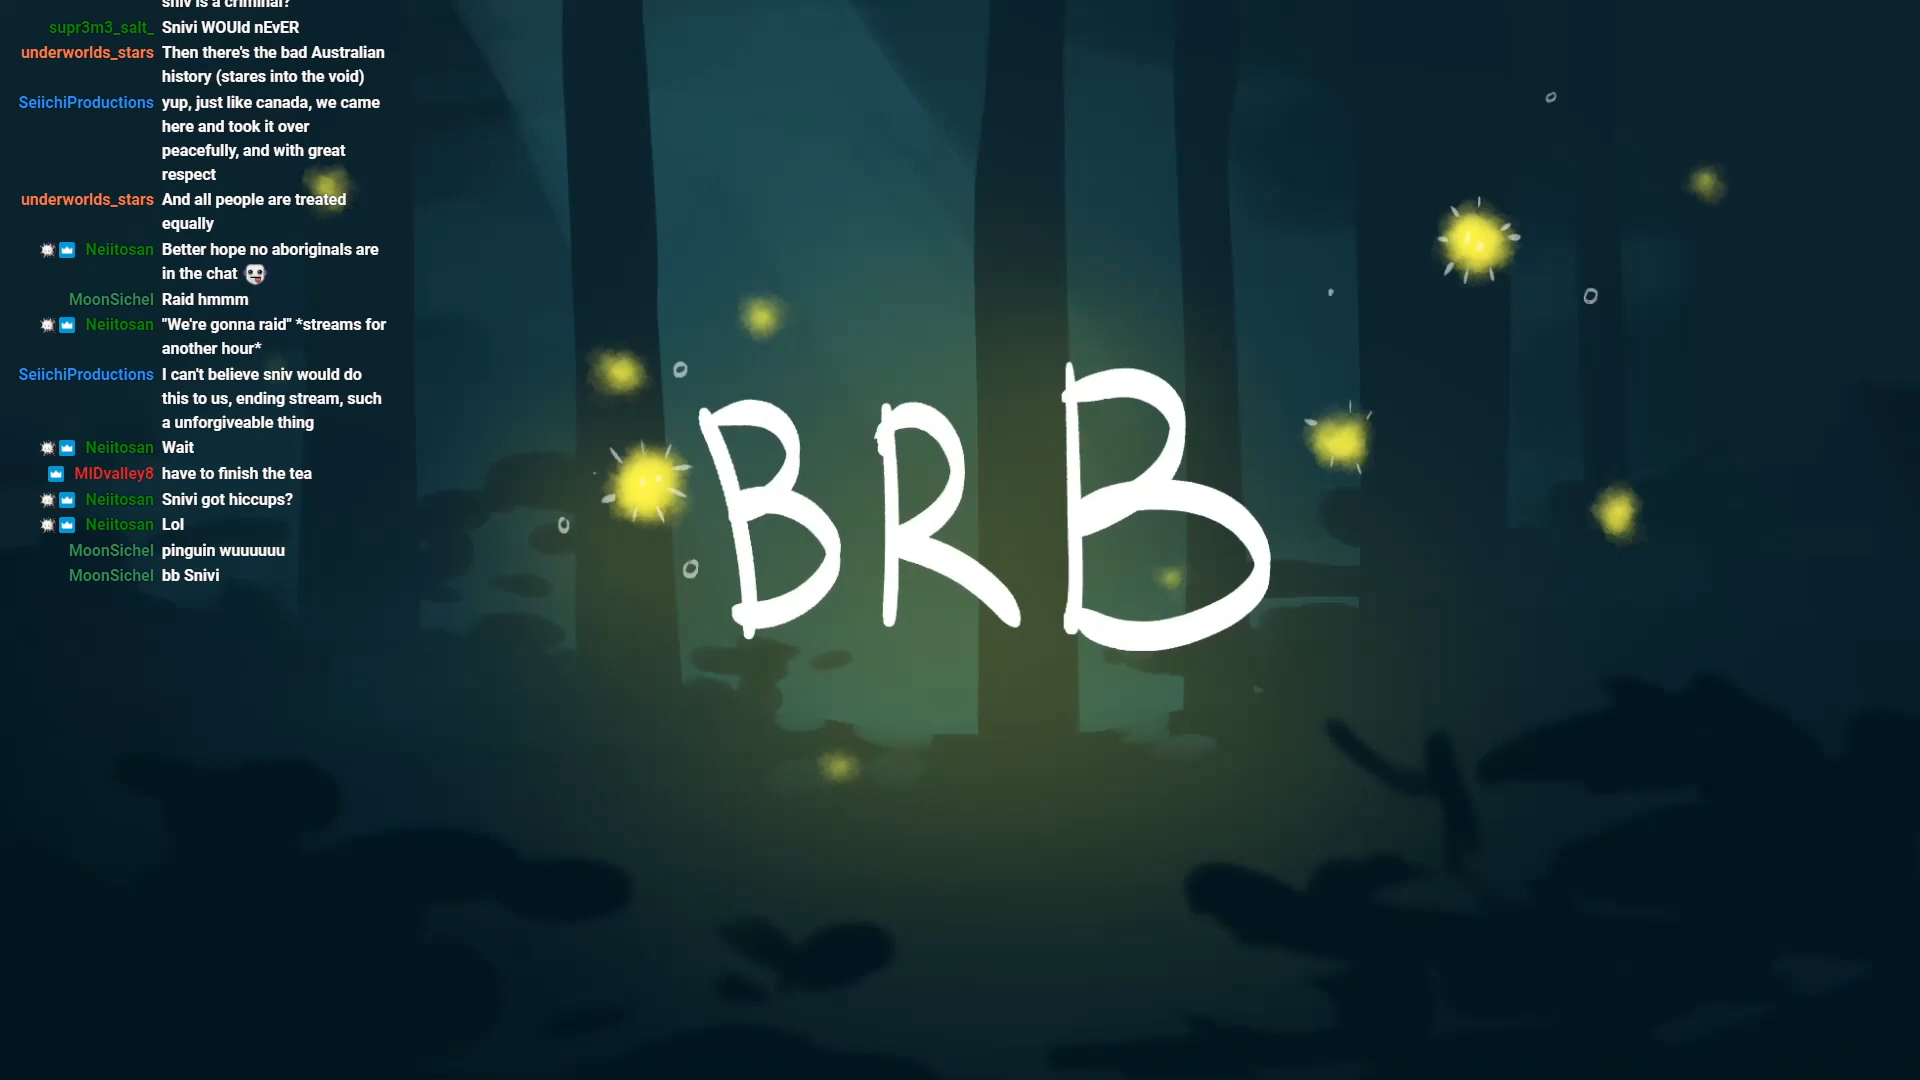 sniv is a criminal?
supr3m3_salt_ Snivi WOUld nEvER
underworlds_stars Then there's the bad Australian
history (stares into the void)
SeiichiProductions yup, just like canada, we came
here and took it over
peacefully, and with great
respect
underworlds_stars And all people are treated
equally
Neiitosan Better hope no aboriginals are
in the chat
MoonSichel Raid hmmm
Neiitosan "We're gonna raid" *streams for
another hour*
SeiichiProductions I can't believe sniv would do
this to us, ending stream, such
a unforgiveable thing
Neiitosan Wait
MIDvalley8 have to finish the tea
Neiitosan Snivi got hiccups?
Neiitosan Lol
MoonSichel pinguin wuuuuuu
MoonSichel bb Snivi
BRB